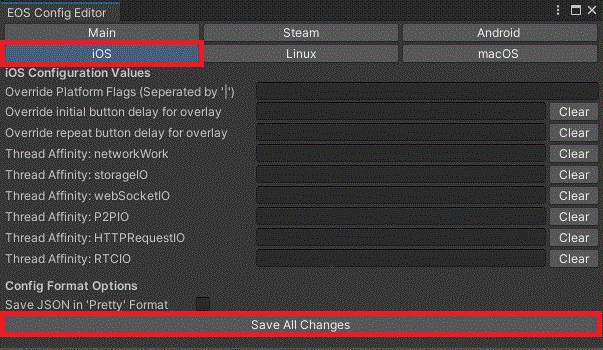 EOS Config Editor
Main Steam Android
iOS Linux macOS
iOS Configuration Values
Override Platform Flags (Seperated by '|')
Override initial button delay for overlay Clear
Override repeat button delay for overlay Clear
Thread Affinity: networkWork Clear
Thread Affinity: storageIO Clear
Thread Affinity: webSocketIO Clear
Thread Affinity: P2PIO Clear
Thread Affinity: HTTPRequestIO Clear
Thread Affinity: RTCIO Clear
Config Format Options
Save JSON in 'Pretty' Format
Save All Changes